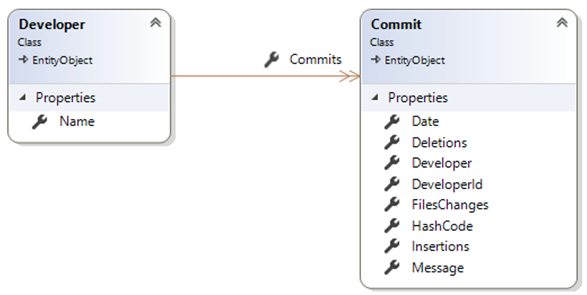 Developer
Class
EntityObject
Properties
Name
Commits
Commit
Class
EntityObject
Properties
Date
Deletions
Developer
DeveloperId
FilesChanges
HashCode
Insertions
Message